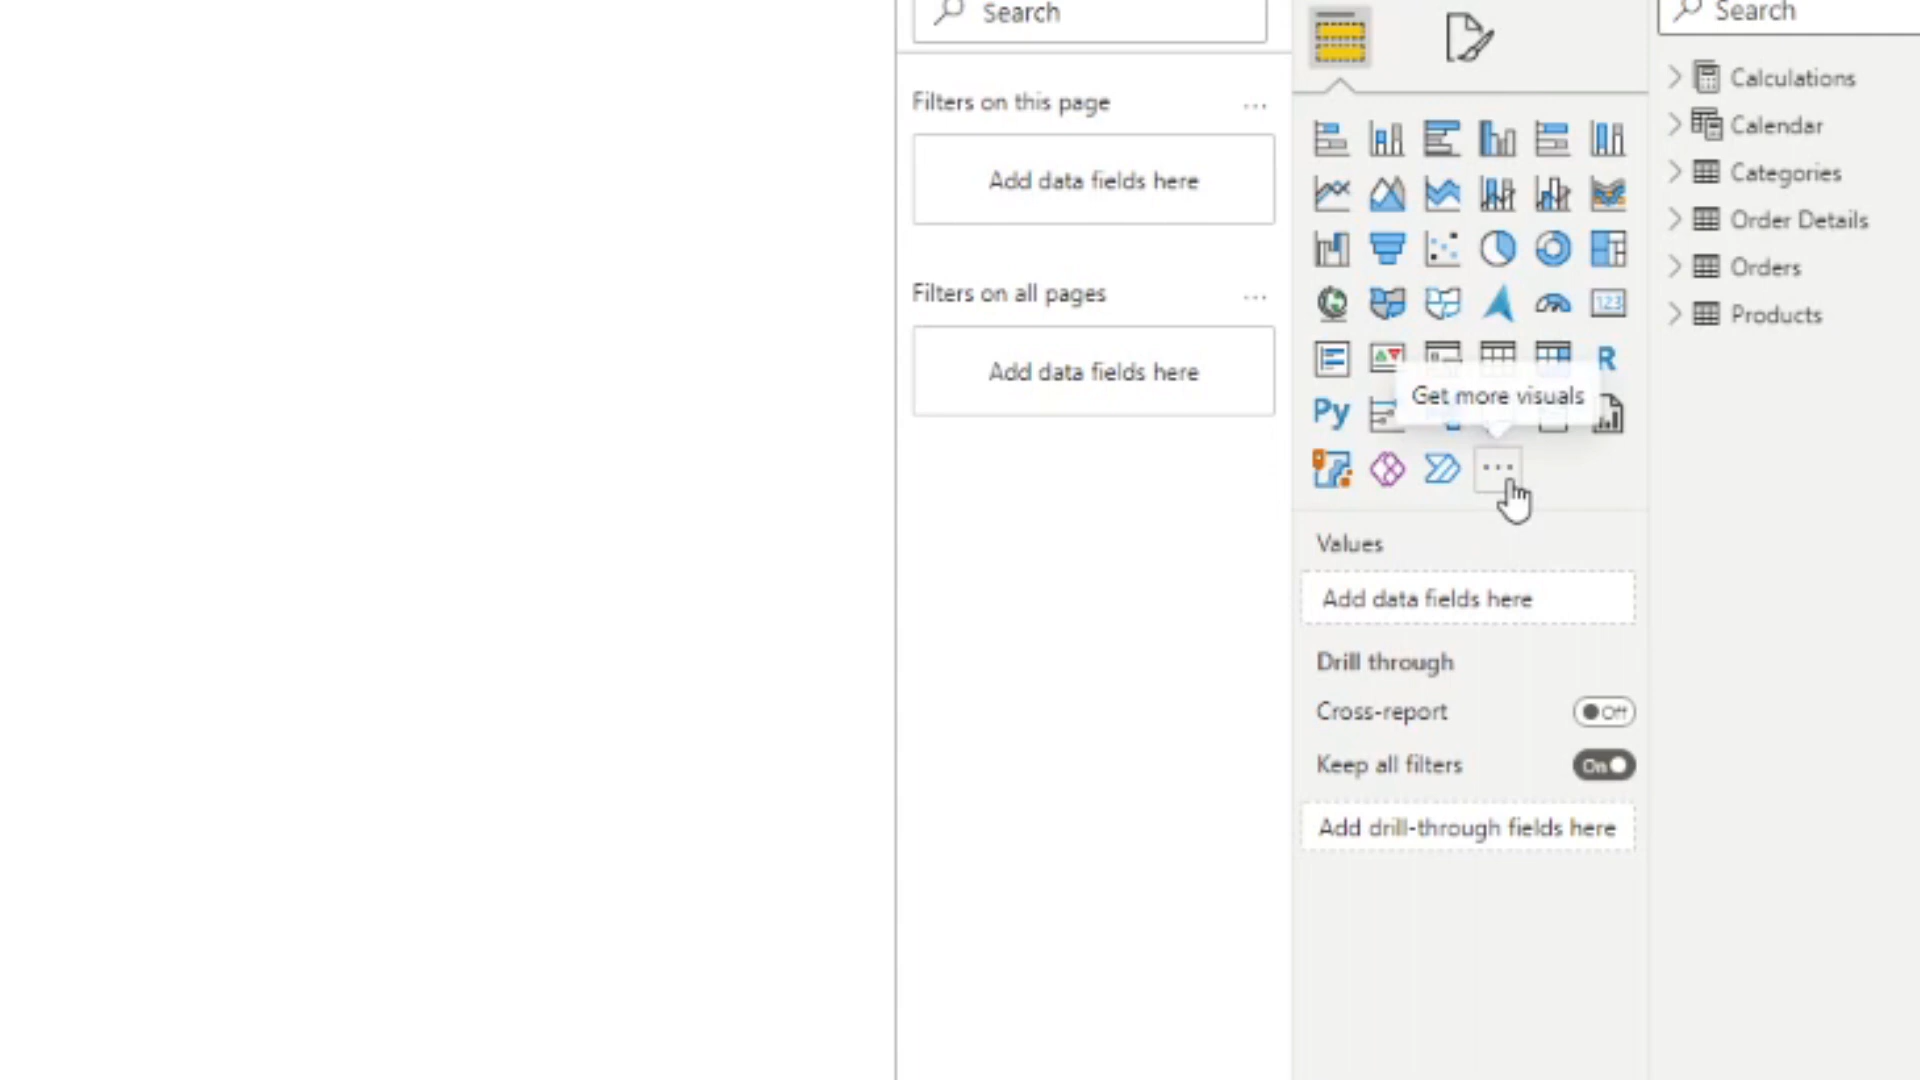 Search
Filters on this page
...
Add data fields here
Filters on all pages
...
Add data fields here
123
R
Get more visuals
Py
...
Values
Add data fields here
Drill through
Cross-report
Off
Keep all filters
On
Add drill-through fields here
Search
Calculations
Calendar
Categories
Order Details
Orders
Products